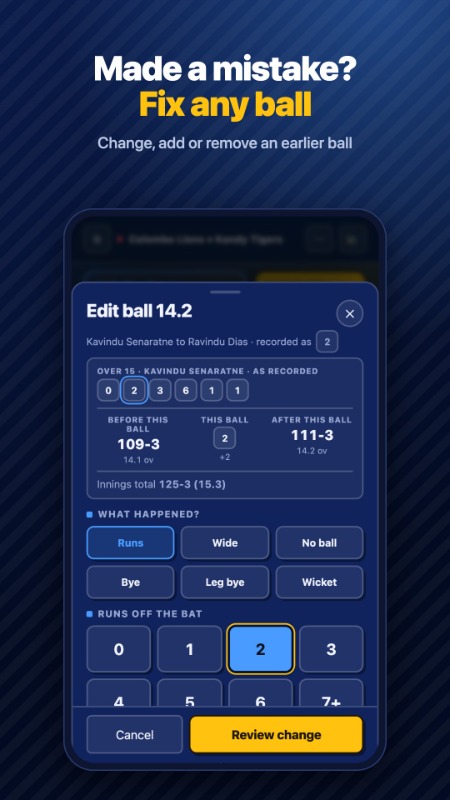 Made a mistake?
Fix any ball
Change, add or remove an earlier ball
Edit ball 14.2
Kavindu Senaratne to Ravindu Dias · recorded as 2
OVER 15 · KAVINDU SENARATNE · AS RECORDED
0 2 3 6 1 1
BEFORE THIS BALL
109-3
14.1 ov
THIS BALL
2
+2
AFTER THIS BALL
111-3
14.2 ov
Innings total 125-3 (15.3)
WHAT HAPPENED?
Runs Wide No ball
Bye Leg bye Wicket
RUNS OFF THE BAT
0 1 2 3
4 5 6 7+
Cancel Review change